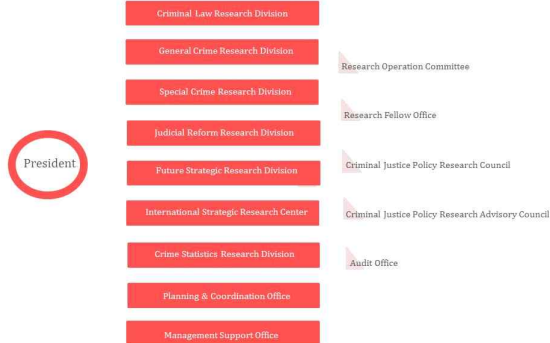 President
Criminal Law Research Division
General Crime Research Division
Special Crime Research Division
Judicial Reform Research Division
Future Strategic Research Division
International Strategic Research Center
Crime Statistics Research Division
Planning & Coordination Office
Management Support Office
Research Operation Committee
Research Fellow Office
Criminal Justice Policy Research Council
Criminal Justice Policy Research Advisory Council
Audit Office